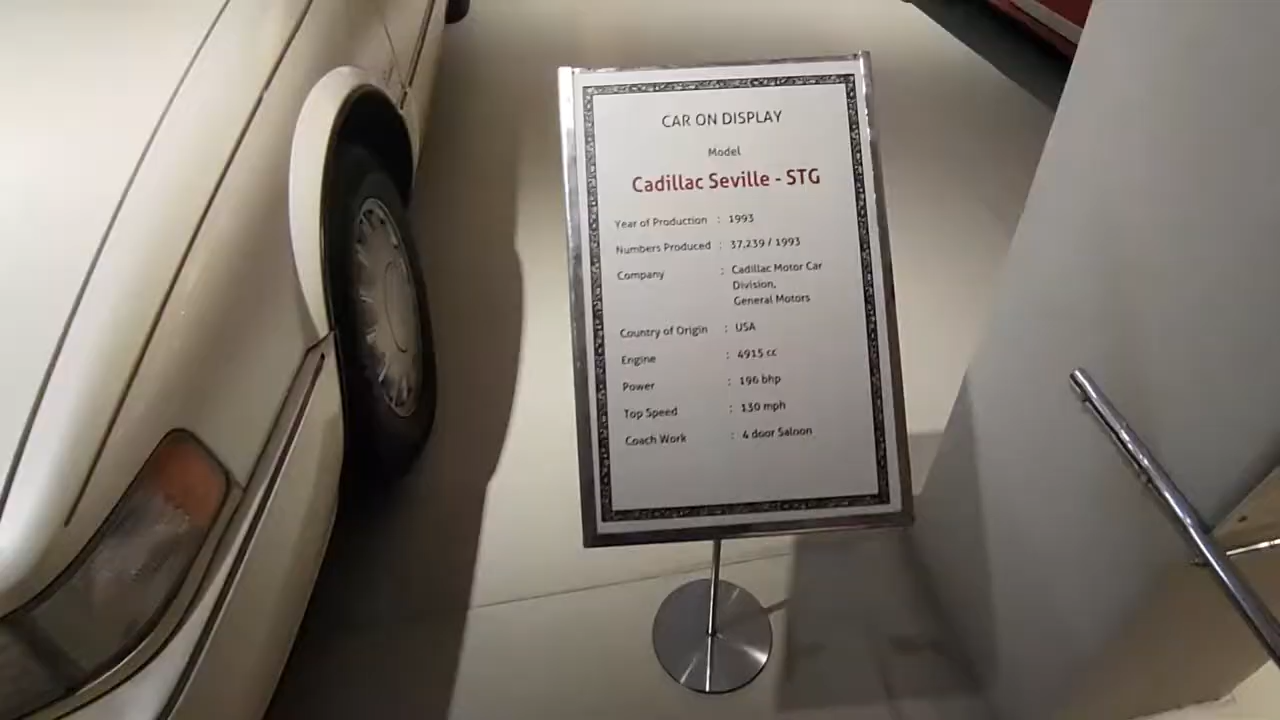 CAR ON DISPLAY
Model
Cadillac Seville - STG
Year of Production : 1993
Numbers Produced : 37,239 / 1993
Company : Cadillac Motor Car
Division,
General Motors
Country of Origin : USA
Engine : 4915 cc
Power : 196 bhp
Top Speed : 130 mph
Coach Work : 4 door Saloon